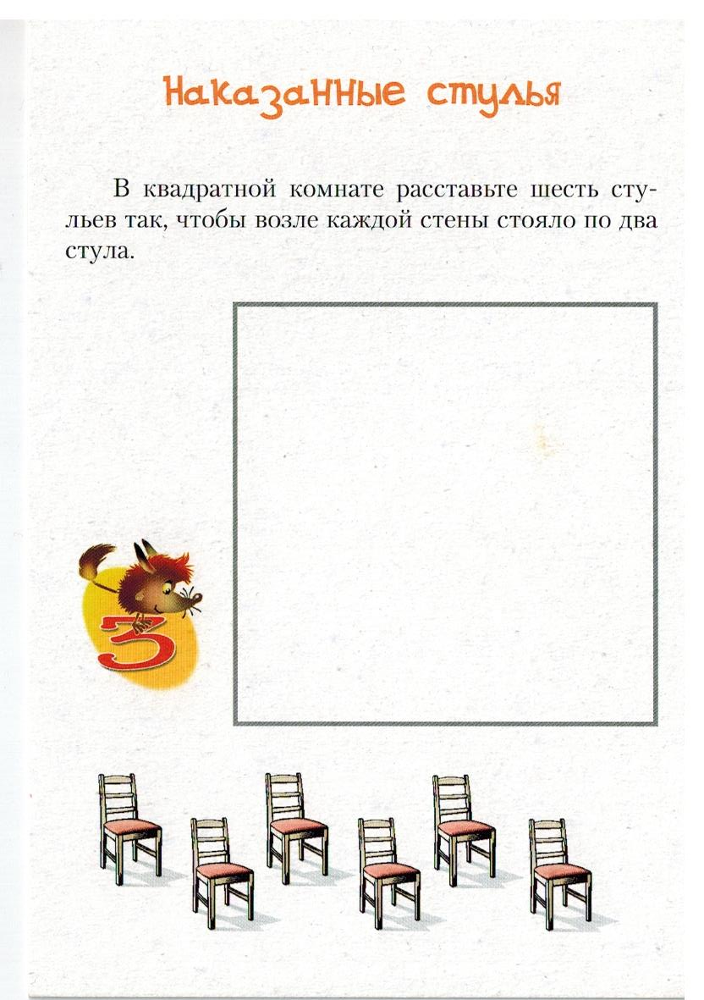 Наказанные стулья
В квадратной комнате расставьте шесть сту-
льев так, чтобы возле каждой стены стояло по два
стула.
3